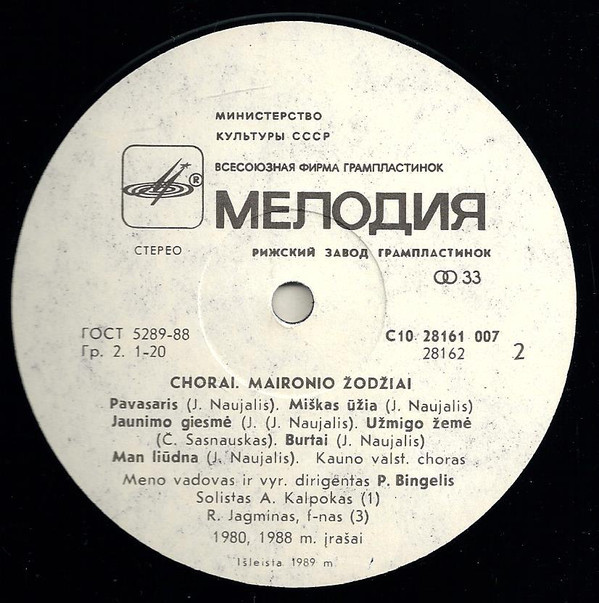 МИНИСТЕРСТВО
КУЛЬТУРЫ СССР
ВСЕСОЮЗНАЯ ФИРМА ГРАМПЛАСТИНОК
®
МЕЛОДИЯ
СТЕРЕО
РИЖСКИЙ ЗАВОД ГРАМПЛАСТИНОК
33
ГОСТ 5289-88
Гр. 2. 1-20
С10 28161 007
28162
2
CHORAI. MAIRONIO ŽODŽIAI
Pavasaris (J. Naujalis). Miškas ūžia (J. Naujalis)
Jaunimo giesmė (J. (J. Naujalis). Užmigo žemė
(Č. Sasnauskas). Burtai (J. Naujalis)
Man liūdna (J. Naujalis). Kauno valst. choras
Meno vadovas ir vyr. dirigentas P. Bingelis
Solistas A. Kalpokas (1)
R. Jagminas, f-nas (3)
1980, 1988 m. įrašai
Išleista 1989 m.